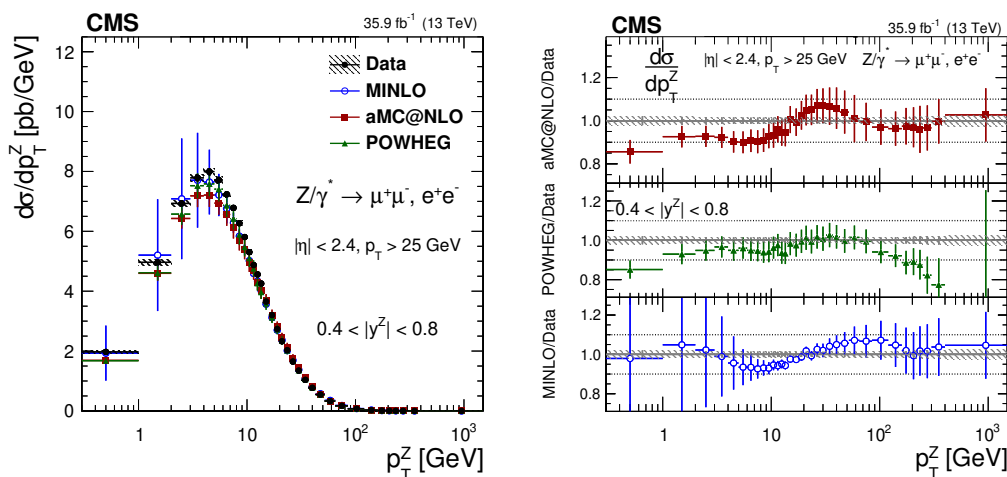 CMS
35.9 fb⁻¹ (13 TeV)
dσ/dp_T^Z [pb/GeV]
14
12
10
8
6
4
2
0
Data
MINLO
aMC@NLO
POWHEG
Z/γ* → μ⁺μ⁻, e⁺e⁻
|η| < 2.4, p_T > 25 GeV
0.4 < |y^Z| < 0.8
1 10 10² 10³
p_T^Z [GeV]
CMS
35.9 fb⁻¹ (13 TeV)
dσ/dp_T^Z
|η| < 2.4, p_T > 25 GeV Z/γ* → μ⁺μ⁻, e⁺e⁻
aMC@NLO/Data
1.2
1.0
0.8
0.4 < |y^Z| < 0.8
POWHEG/Data
1.2
1.0
0.8
MINLO/Data
1.2
1.0
0.8
1 10 10² 10³
p_T^Z [GeV]